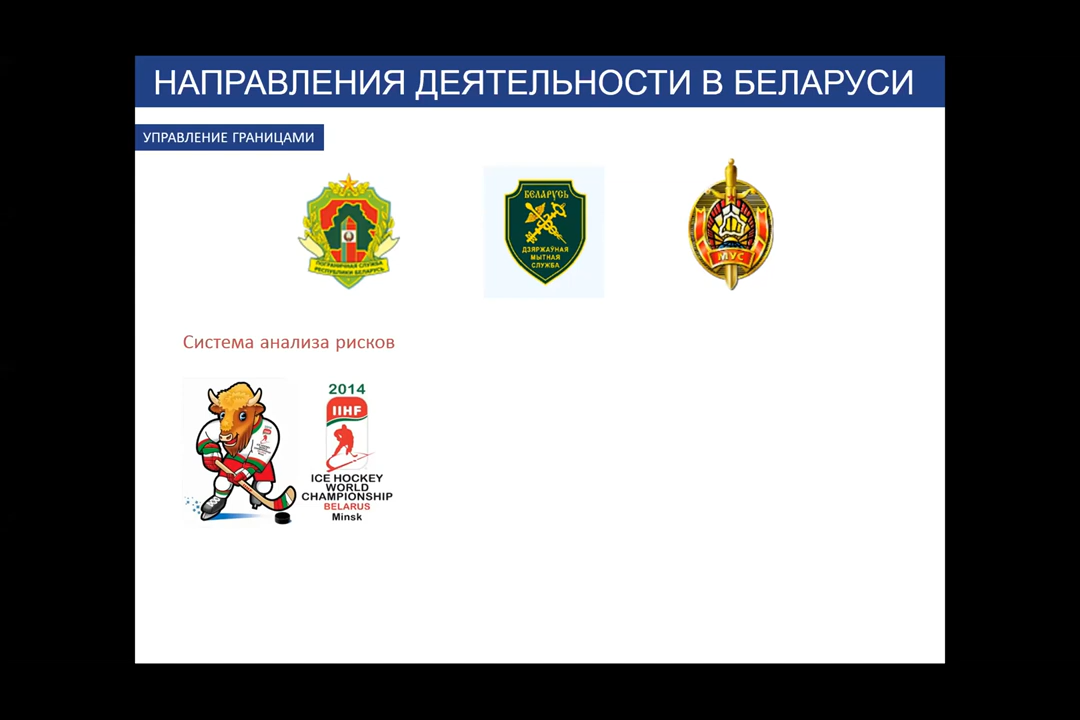 НАПРАВЛЕНИЯ ДЕЯТЕЛЬНОСТИ В БЕЛАРУСИ
УПРАВЛЕНИЕ ГРАНИЦАМИ
ПОГРАНИЧНАЯ СЛУЖБА
РЕСПУБЛИКИ БЕЛАРУСЬ
БЕЛАРУСЬ
ДЗЯРЖАЎНАЯ
МЫТНАЯ
СЛУЖБА
МУС
Система анализа рисков
2014
IIHF
ICE HOCKEY
WORLD
CHAMPIONSHIP
BELARUS
Minsk